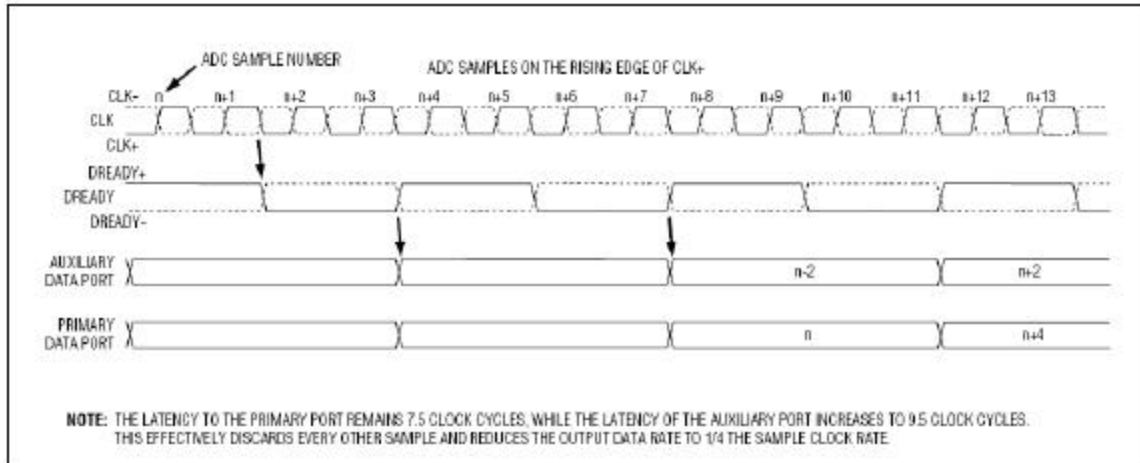 ADC SAMPLE NUMBER
ADC SAMPLES ON THE RISING EDGE OF CLK+
CLK-
n n+1 n+2 n+3 n+4 n+5 n+6 n+7 n+8 n+9 n+10 n+11 n+12 n+13
CLK
CLK+
DREADY+
DREADY
DREADY-
AUXILIARY
DATA PORT
n-2 n+2
PRIMARY
DATA PORT
n n+4
NOTE: THE LATENCY TO THE PRIMARY PORT REMAINS 7.5 CLOCK CYCLES, WHILE THE LATENCY OF THE AUXILIARY PORT INCREASES TO 9.5 CLOCK CYCLES.
THIS EFFECTIVELY DISCARDS EVERY OTHER SAMPLE AND REDUCES THE OUTPUT DATA RATE TO 1/4 THE SAMPLE CLOCK RATE.